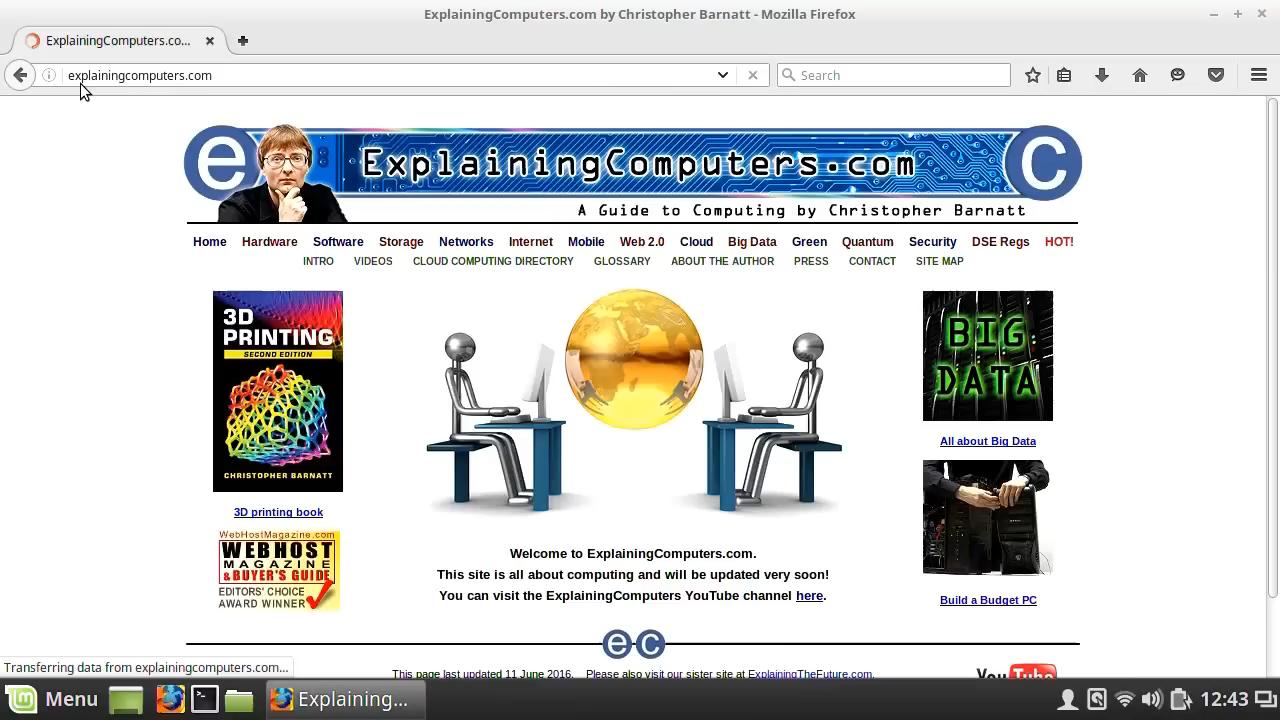 ExplainingComputers.com by Christopher Barnatt - Mozilla Firefox
ExplainingComputers.co...
explainingcomputers.com
Search
e ExplainingComputers.com c
A Guide to Computing by Christopher Barnatt
Home Hardware Software Storage Networks Internet Mobile Web 2.0 Cloud Big Data Green Quantum Security DSE Regs HOT!
INTRO VIDEOS CLOUD COMPUTING DIRECTORY GLOSSARY ABOUT THE AUTHOR PRESS CONTACT SITE MAP
3D
PRINTING
SECOND EDITION
CHRISTOPHER BARNATT
3D printing book
WebHostMagazine.com
WEBHOST
MAGAZINE
& BUYER'S GUIDE
EDITORS' CHOICE
AWARD WINNER
BIG
DATA
All about Big Data
Build a Budget PC
Welcome to ExplainingComputers.com.
This site is all about computing and will be updated very soon!
You can visit the ExplainingComputers YouTube channel here.
e c
This page last updated 11 June 2016. Please also visit our sister site at ExplainingTheFuture.com.
YouTube
Transferring data from explainingcomputers.com...
Menu
Explaining...
12:43